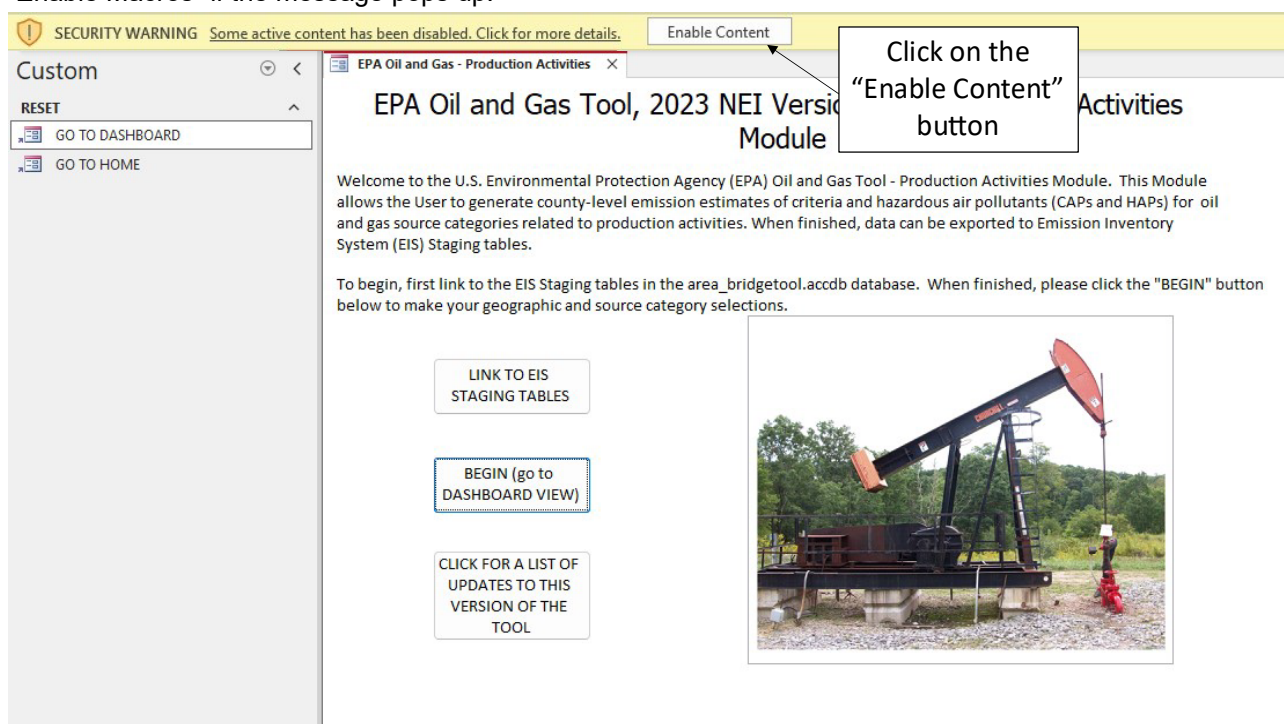 Enable Macros" if the message pops up.
SECURITY WARNING Some active content has been disabled. Click for more details. Enable Content
Click on the
“Enable Content”
button
Custom
RESET
GO TO DASHBOARD
GO TO HOME
EPA Oil and Gas - Production Activities
EPA Oil and Gas Tool, 2023 NEI Versi Activities
Module
Welcome to the U.S. Environmental Protection Agency (EPA) Oil and Gas Tool - Production Activities Module. This Module
allows the User to generate county-level emission estimates of criteria and hazardous air pollutants (CAPs and HAPs) for oil
and gas source categories related to production activities. When finished, data can be exported to Emission Inventory
System (EIS) Staging tables.
To begin, first link to the EIS Staging tables in the area_bridgetool.accdb database. When finished, please click the "BEGIN" button
below to make your geographic and source category selections.
LINK TO EIS
STAGING TABLES
BEGIN (go to
DASHBOARD VIEW)
CLICK FOR A LIST OF
UPDATES TO THIS
VERSION OF THE
TOOL